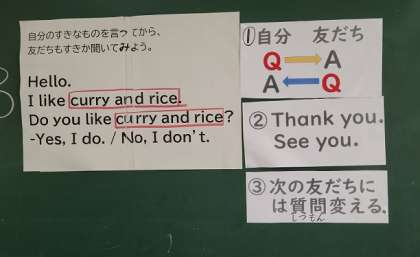 自分のすきなものを言ってから、
友だちもすきか聞いてみよう。
Hello.
I like curry and rice.
Do you like curry and rice?
-Yes, I do. / No, I don't.
①自分 友だち
Q A
A Q
② Thank you.
See you.
③ 次の友だちに
は質問変える.
しつもん